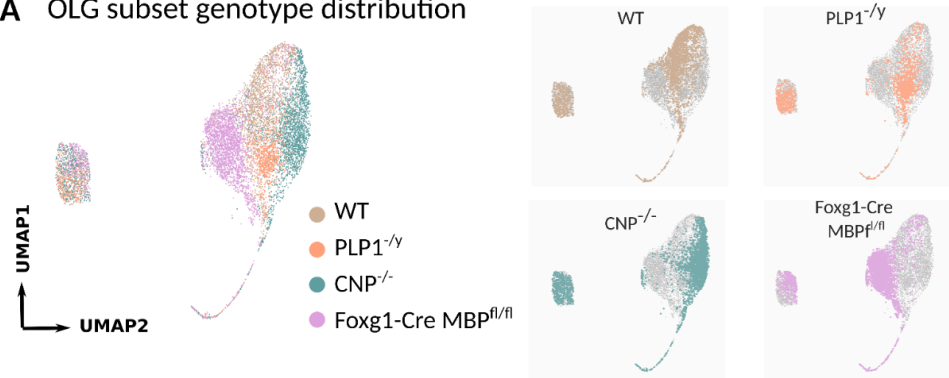 A OLG subset genotype distribution
WT
PLP1-/y
CNP-/-
Foxg1-Cre MBPfl/fl
UMAP1
UMAP2
WT
PLP1-/y
CNP-/-
Foxg1-Cre
MBPfl/fl